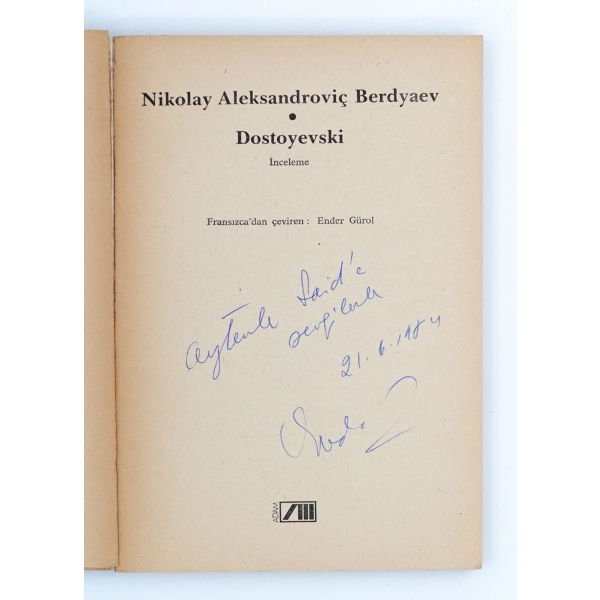 Nikolay Aleksandroviç Berdyaev
•
Dostoyevski
İnceleme
Fransızca'dan çeviren : Ender Gürol
Aytenle Said'e
sevgilerle
21.6.1984
ADAM